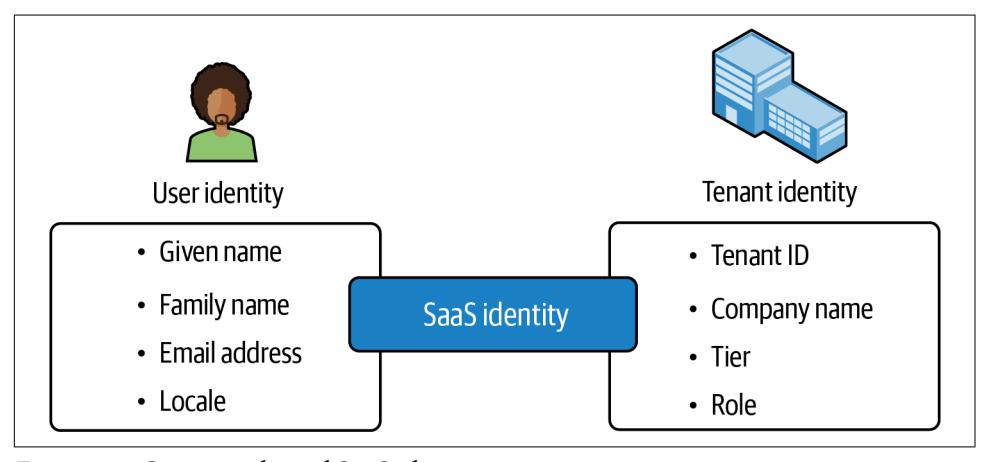 User identity
• Given name
• Family name
• Email address
• Locale
SaaS identity
Tenant identity
• Tenant ID
• Company name
• Tier
• Role